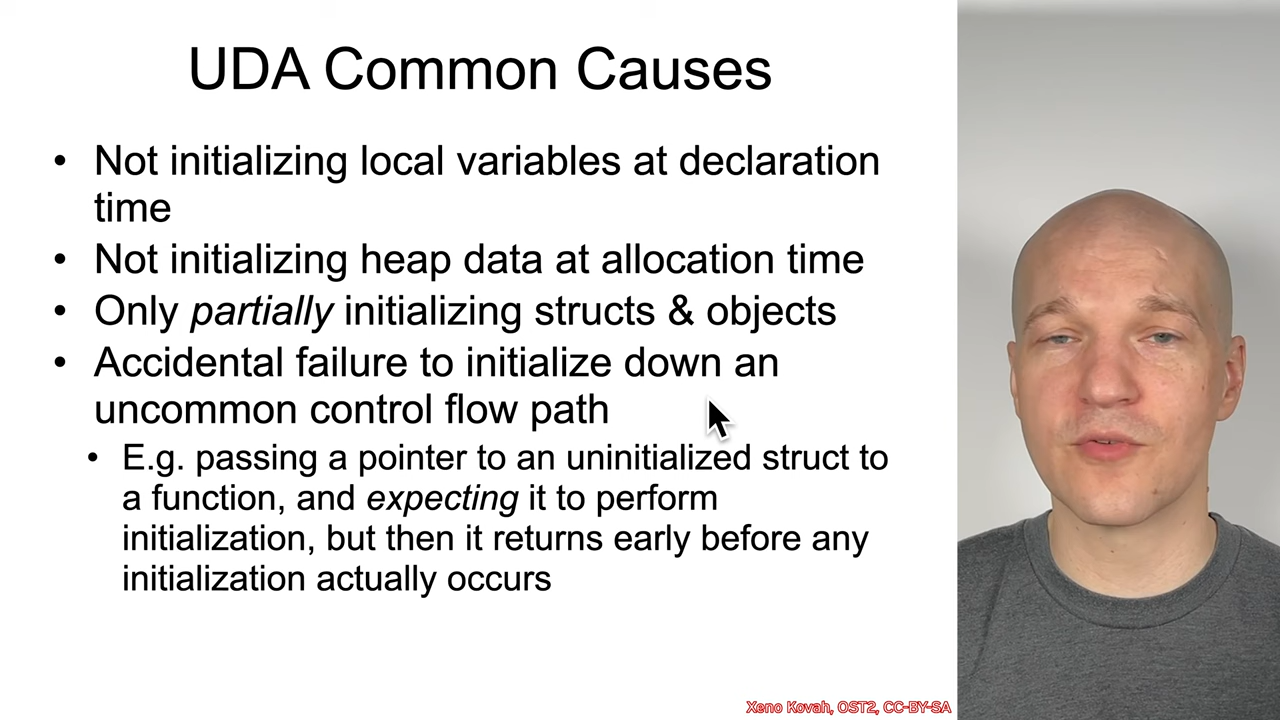 UDA Common Causes
• Not initializing local variables at declaration
time
• Not initializing heap data at allocation time
• Only partially initializing structs & objects
• Accidental failure to initialize down an
uncommon control flow path
• E.g. passing a pointer to an uninitialized struct to
a function, and expecting it to perform
initialization, but then it returns early before any
initialization actually occurs
Xeno Kovah, OST2, CC-BY-SA